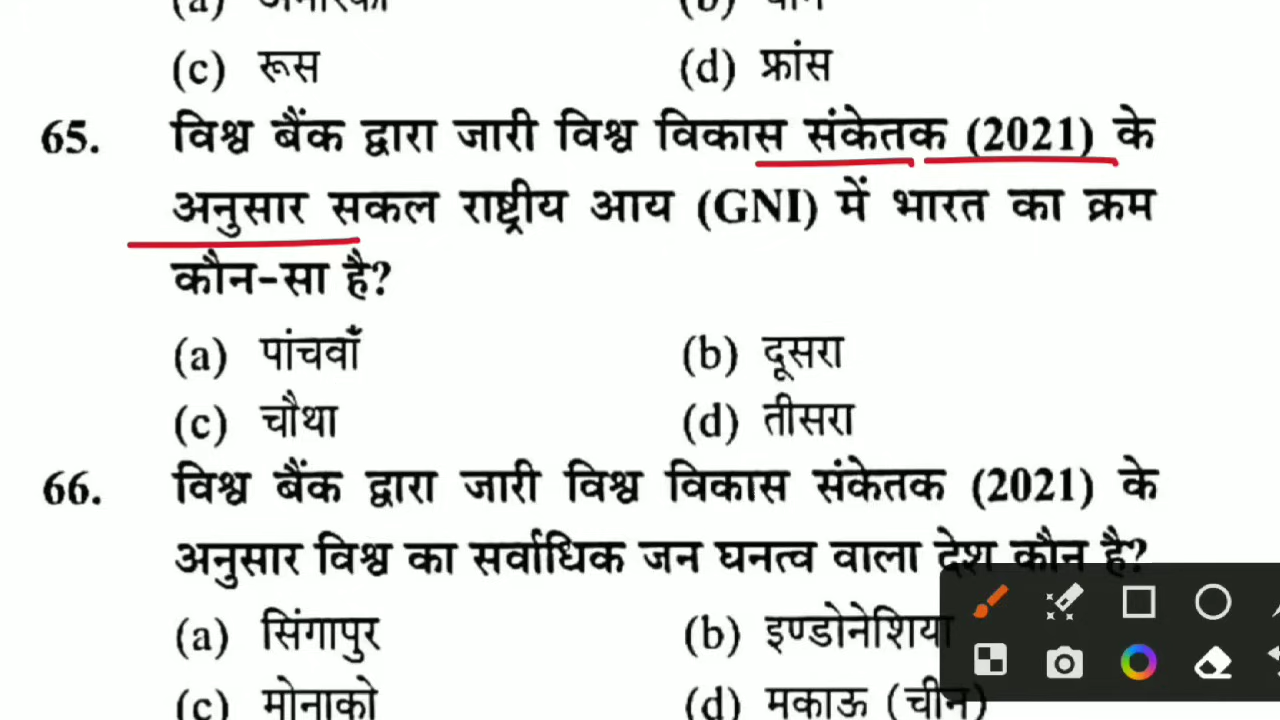 (a) अमेरिका (b) चीन
(c) रूस (d) फ्रांस
65. विश्व बैंक द्वारा जारी विश्व विकास संकेतक (2021) के
अनुसार सकल राष्ट्रीय आय (GNI) में भारत का क्रम
कौन-सा है?
(a) पांचवाँ (b) दूसरा
(c) चौथा (d) तीसरा
66. विश्व बैंक द्वारा जारी विश्व विकास संकेतक (2021) के
अनुसार विश्व का सर्वाधिक जन घनत्व वाला देश कौन है?
(a) सिंगापुर (b) इण्डोनेशिया
(c) मोनाको (d) मकाऊ (चीन)